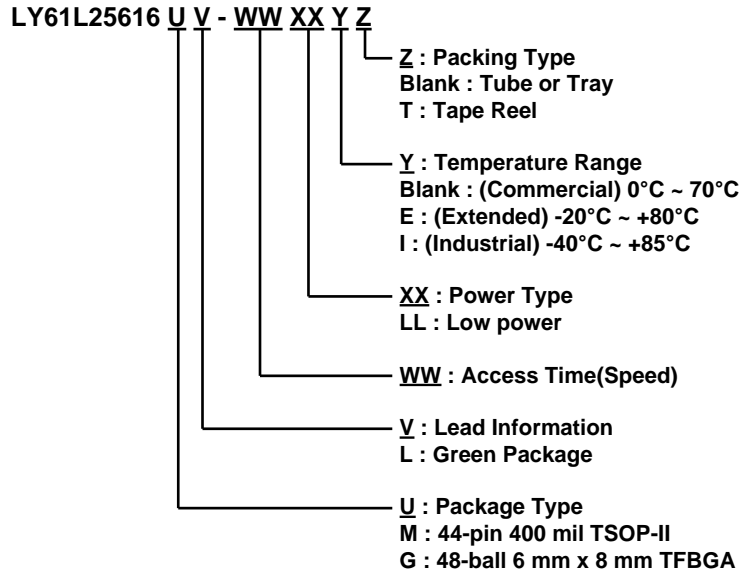 LY61L25616 U V - WW XX Y Z
Z : Packing Type
Blank : Tube or Tray
T : Tape Reel
Y : Temperature Range
Blank : (Commercial) 0°C ~ 70°C
E : (Extended) -20°C ~ +80°C
I : (Industrial) -40°C ~ +85°C
XX : Power Type
LL : Low power
WW : Access Time(Speed)
V : Lead Information
L : Green Package
U : Package Type
M : 44-pin 400 mil TSOP-II
G : 48-ball 6 mm x 8 mm TFBGA